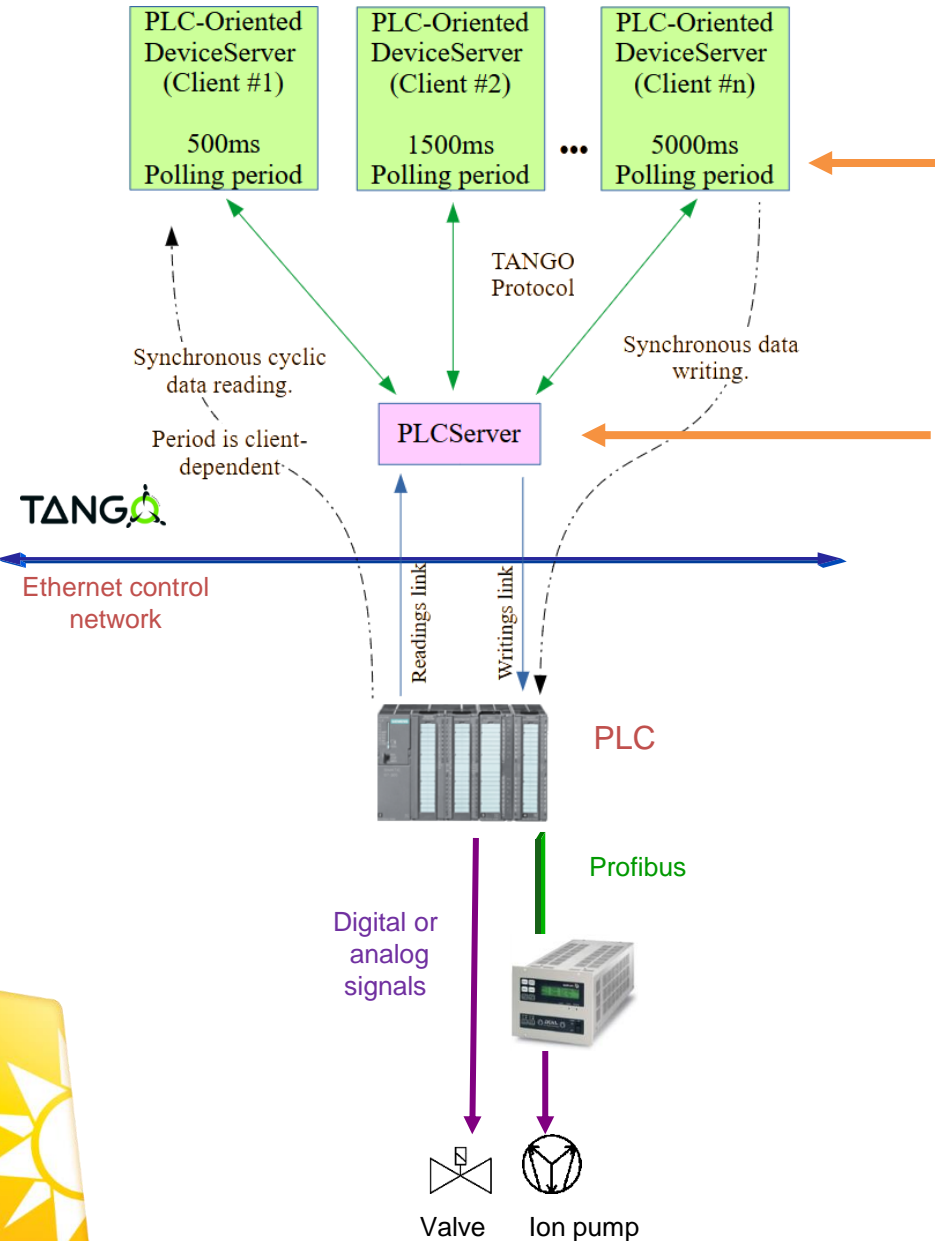 PLC-Oriented
DeviceServer
(Client #1)
500ms
Polling period
PLC-Oriented
DeviceServer
(Client #2)
1500ms
Polling period
•••
PLC-Oriented
DeviceServer
(Client #n)
5000ms
Polling period
TANGO
Protocol
Synchronous cyclic
data reading.
Period is client-
dependent
Synchronous data
writing.
PLCServer
TANGO
Ethernet control
network
Readings link
Writings link
PLC
Profibus
Digital or
analog
signals
Valve
Ion pump